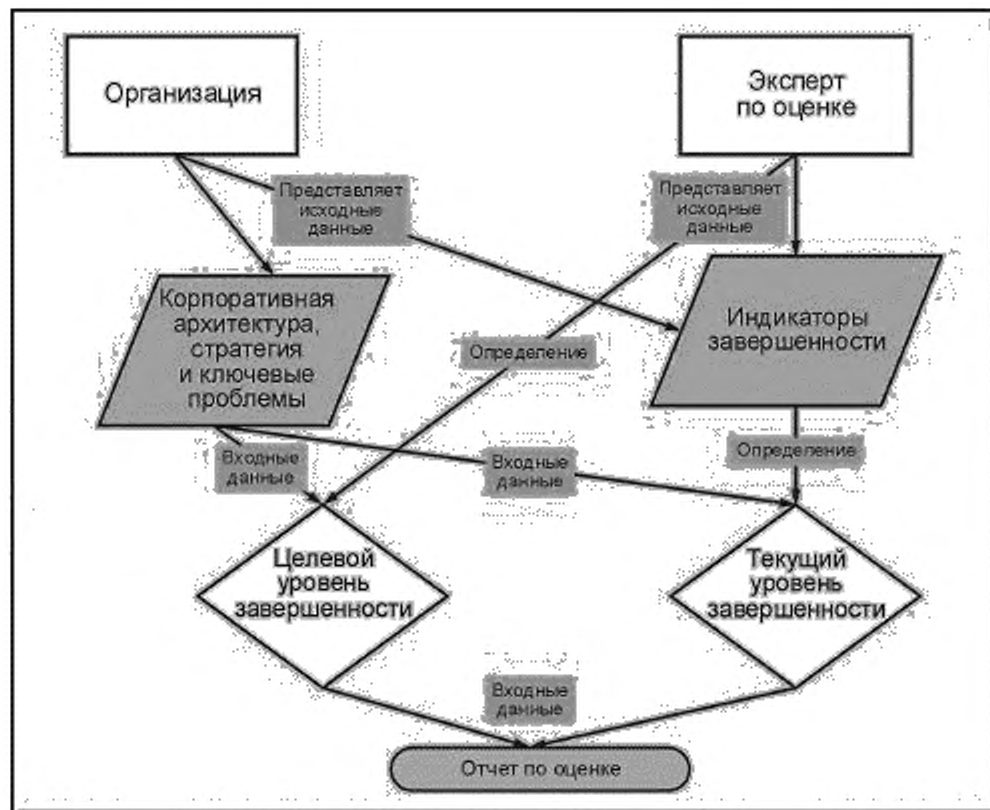 Организация
Эксперт
по оценке
Представляет
исходные
данные
Представляет
исходные
данные
Корпоративная
архитектура,
стратегия
и ключевые
проблемы
Индикаторы
завершенности
Определение
Входные
данные
Входные
данные
Определение
Целевой
уровень
завершенности
Текущий
уровень
завершенности
Входные
данные
Отчет по оценке